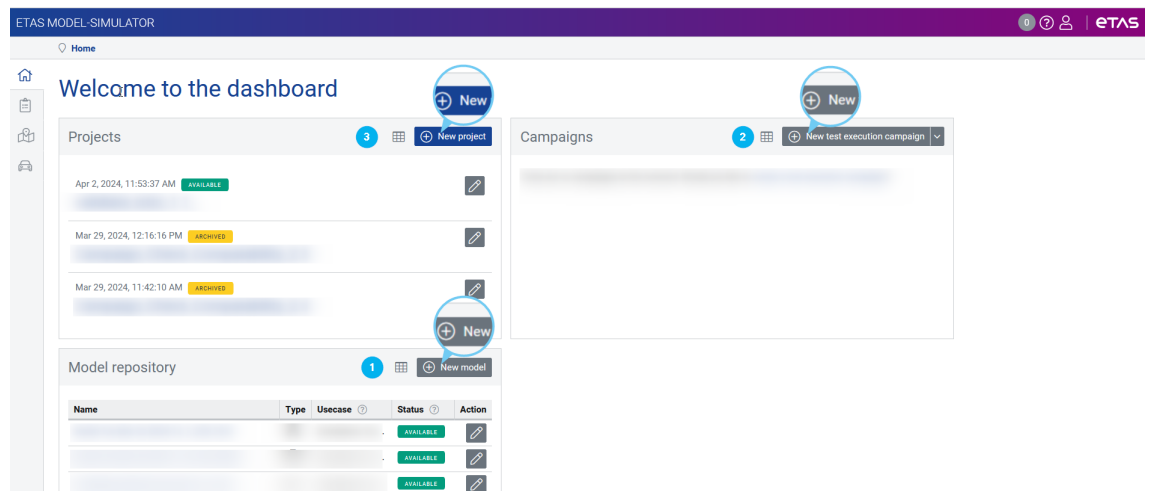 ETAS MODEL-SIMULATOR
0
eTAS
Home
Welcome to the dashboard
New
New
Projects
3
New project
Campaigns
2
New test execution campaign
Apr 2, 2024, 11:53:37 AM AVAILABLE
Mar 29, 2024, 12:16:16 PM ARCHIVED
Mar 29, 2024, 11:42:10 AM ARCHIVED
New
Model repository
1
New model
Name Type Usecase Status Action
AVAILABLE
AVAILABLE
AVAILABLE